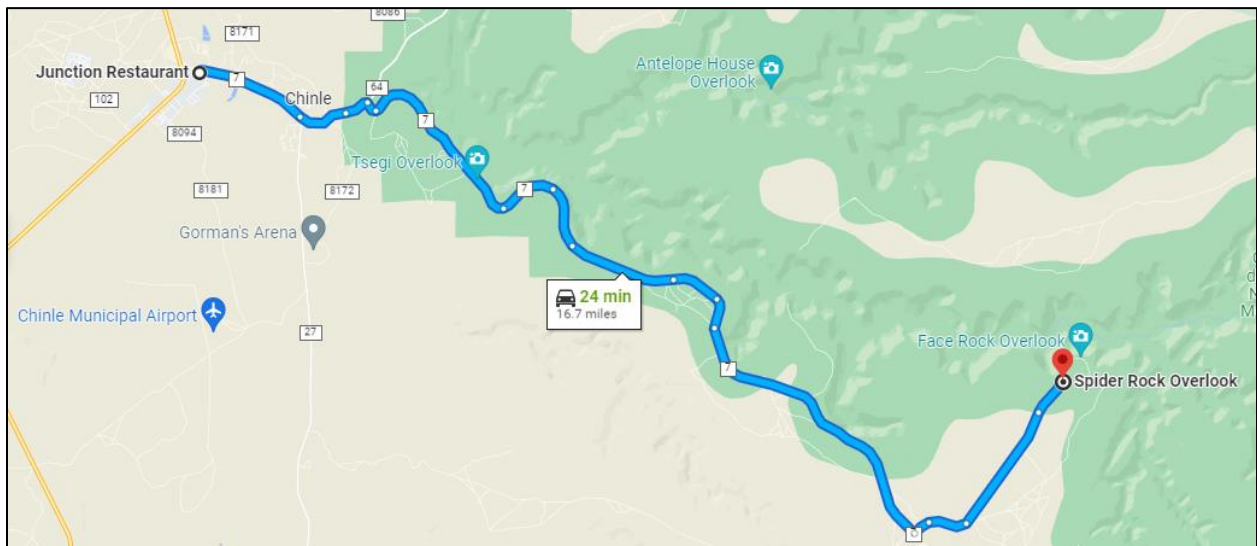 8086
8171
Junction Restaurant
7
102
Chinle
64
Antelope House
Overlook
8094
7
Tsegi Overlook
8181
8172
7
Gorman's Arena
24 min
16.7 miles
Chinle Municipal Airport
27
Face Rock Overlook
7
Spider Rock Overlook